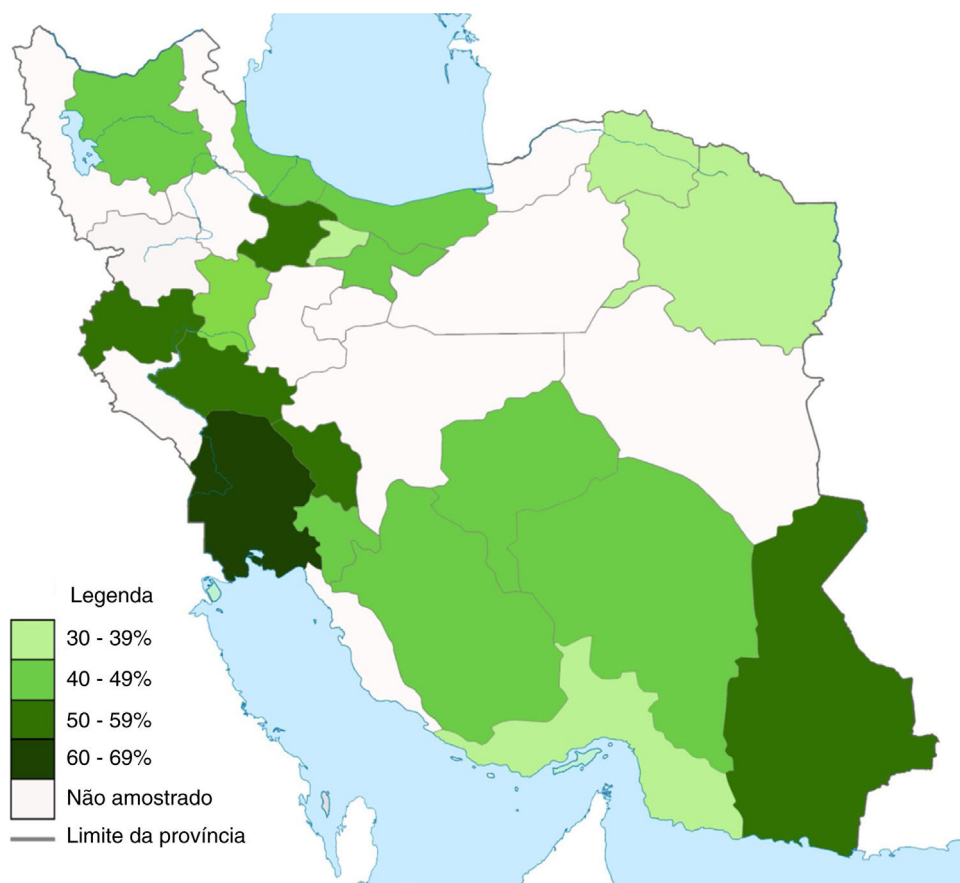 Legenda
30 - 39%
40 - 49%
50 - 59%
60 - 69%
Não amostrado
Limite da província